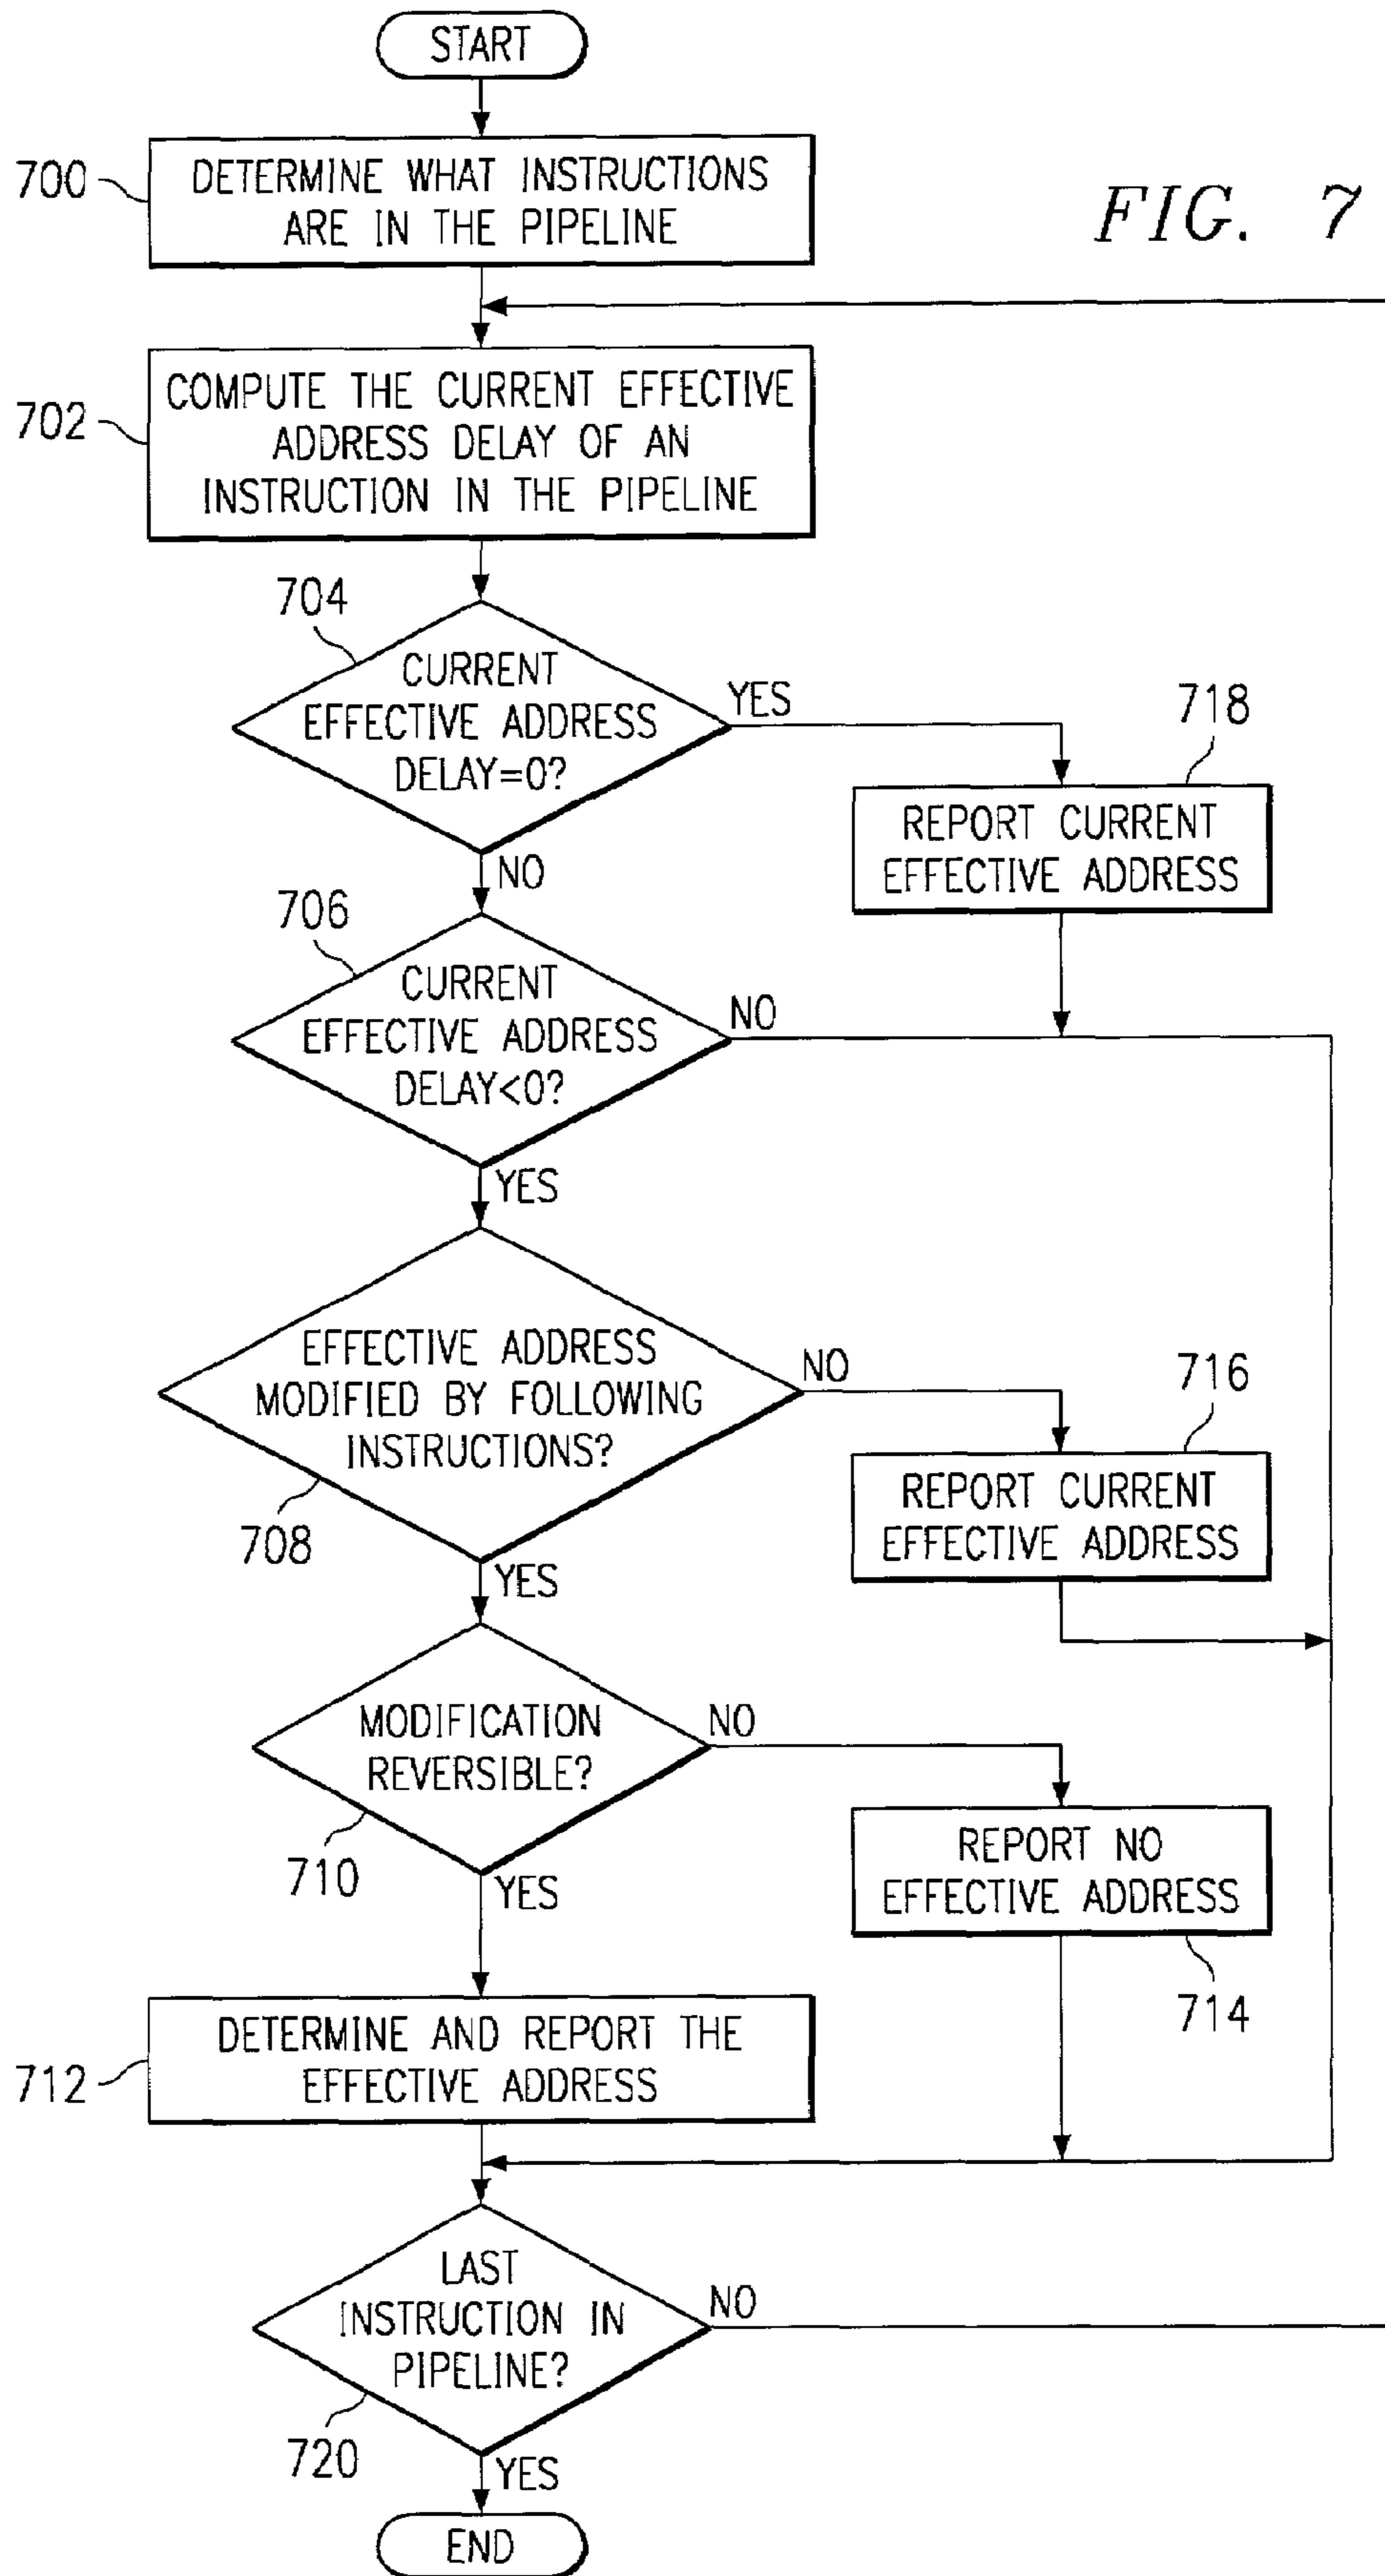 START
700
DETERMINE WHAT INSTRUCTIONS
ARE IN THE PIPELINE
FIG. 7
702
COMPUTE THE CURRENT EFFECTIVE
ADDRESS DELAY OF AN
INSTRUCTION IN THE PIPELINE
704
CURRENT
EFFECTIVE ADDRESS
DELAY=0?
YES
718
REPORT CURRENT
EFFECTIVE ADDRESS
NO
706
CURRENT
EFFECTIVE ADDRESS
DELAY<0?
NO
YES
EFFECTIVE ADDRESS
MODIFIED BY FOLLOWING
INSTRUCTIONS?
NO
716
REPORT CURRENT
EFFECTIVE ADDRESS
708
YES
MODIFICATION
REVERSIBLE?
NO
710
REPORT NO
EFFECTIVE ADDRESS
714
YES
712
DETERMINE AND REPORT THE
EFFECTIVE ADDRESS
LAST
INSTRUCTION IN
PIPELINE?
NO
720
YES
END